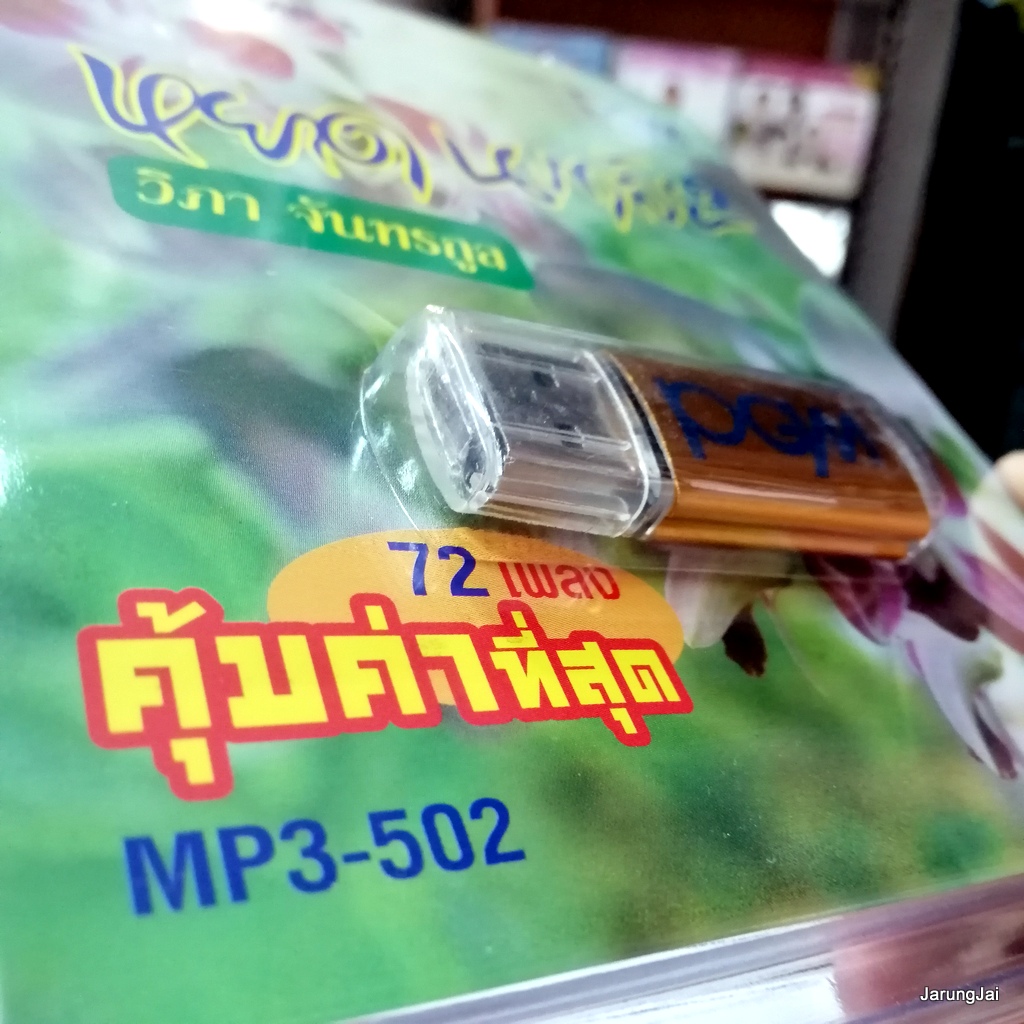 วิภา จันทรกูล
72 เพลง
คุ้มค่าที่สุด
MP3-502
JarungJai